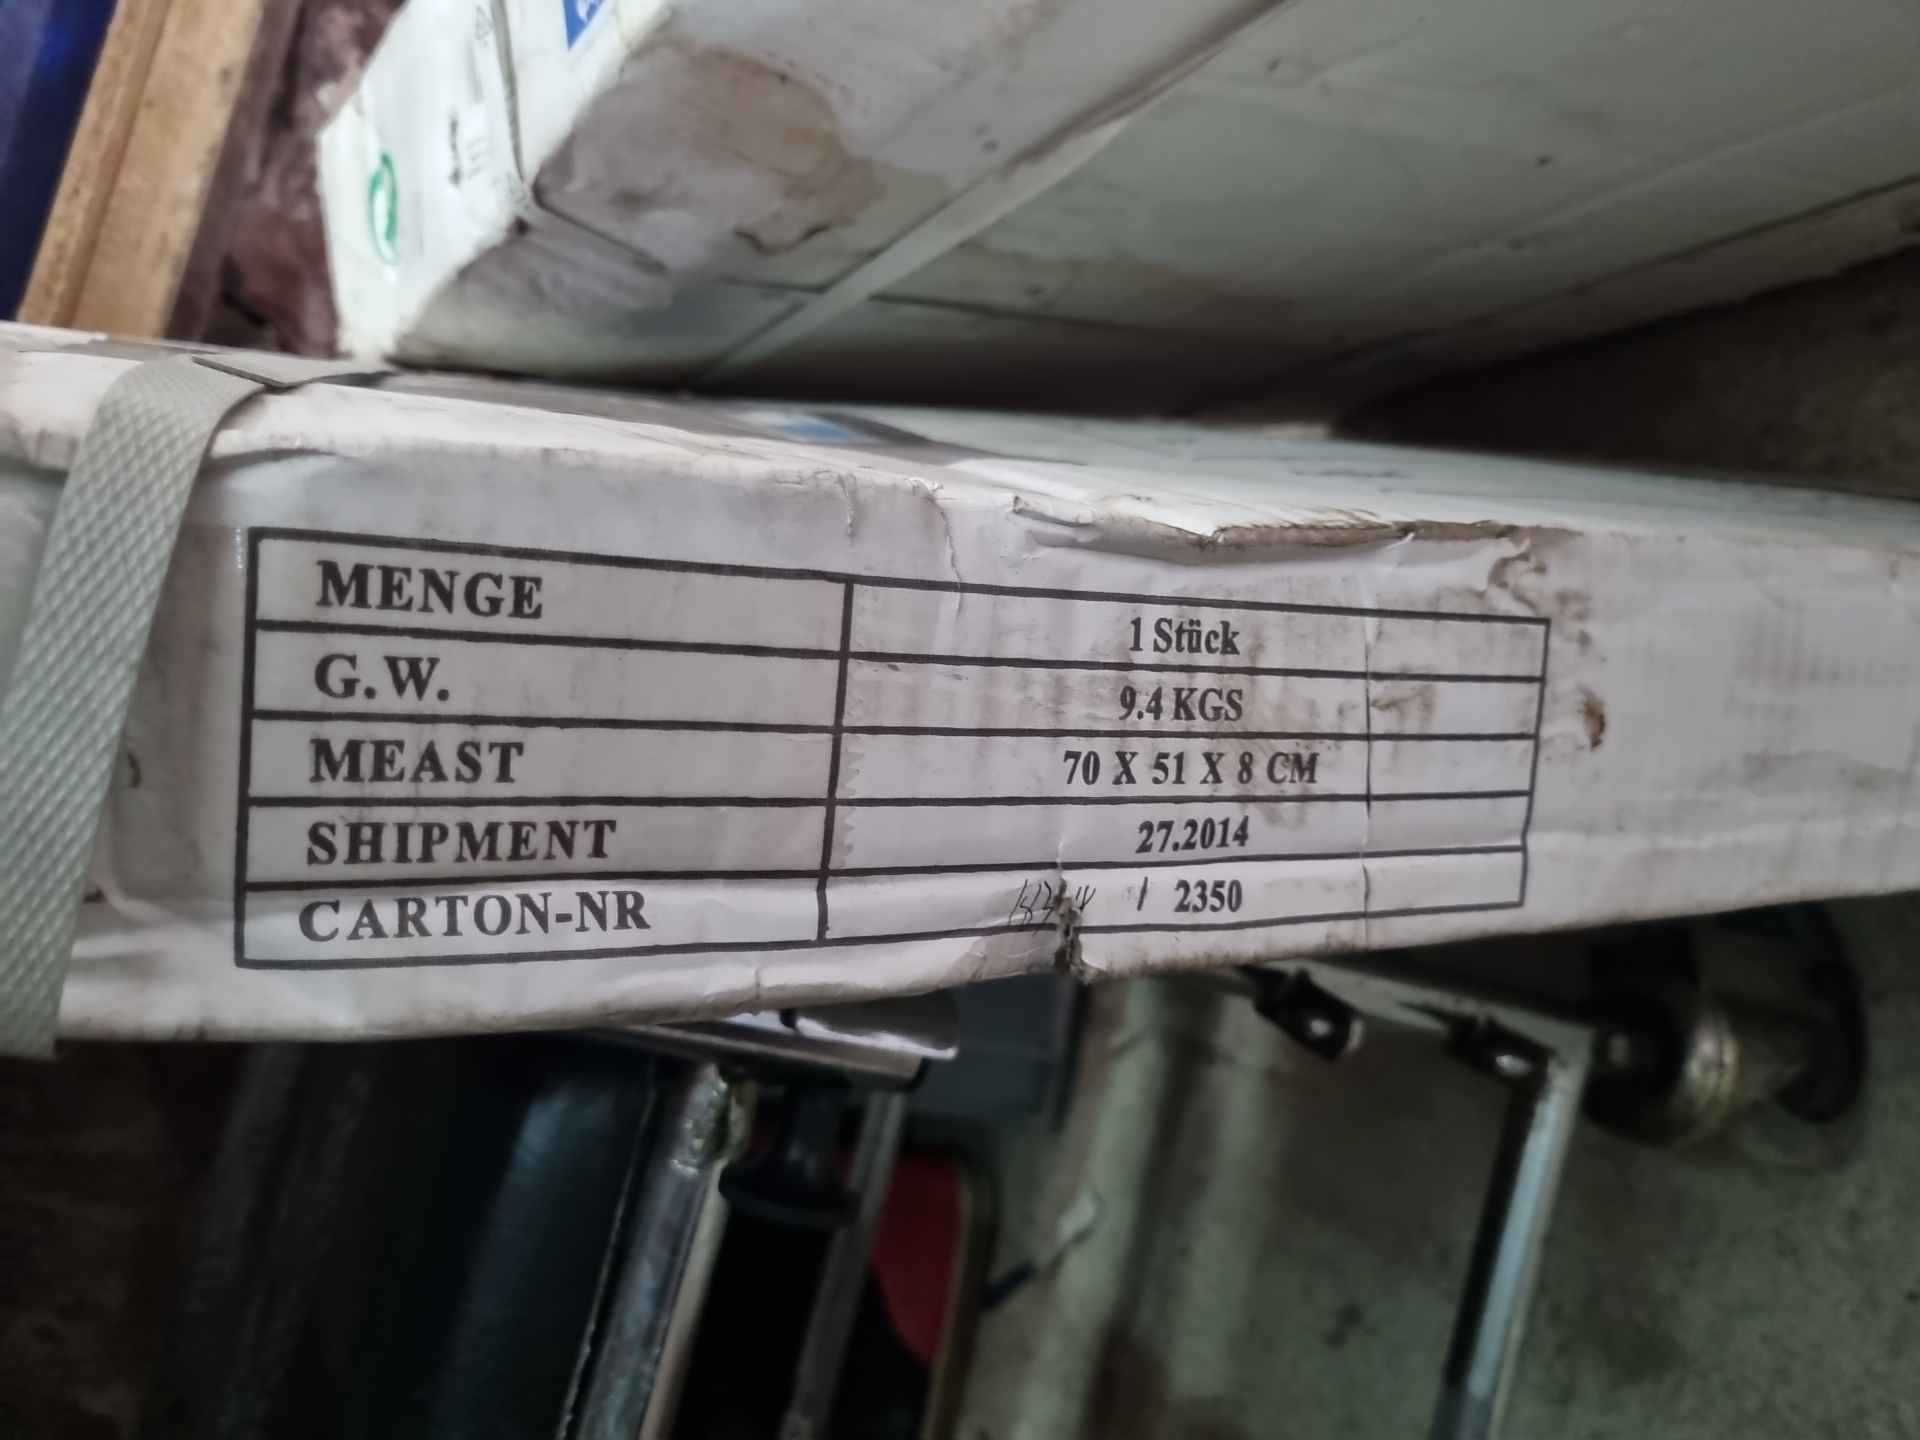 MENGE 1 Stück
G.W. 9.4 KGS
MEAST 70 X 51 X 8 CM
SHIPMENT 27.2014
CARTON-NR / 2350